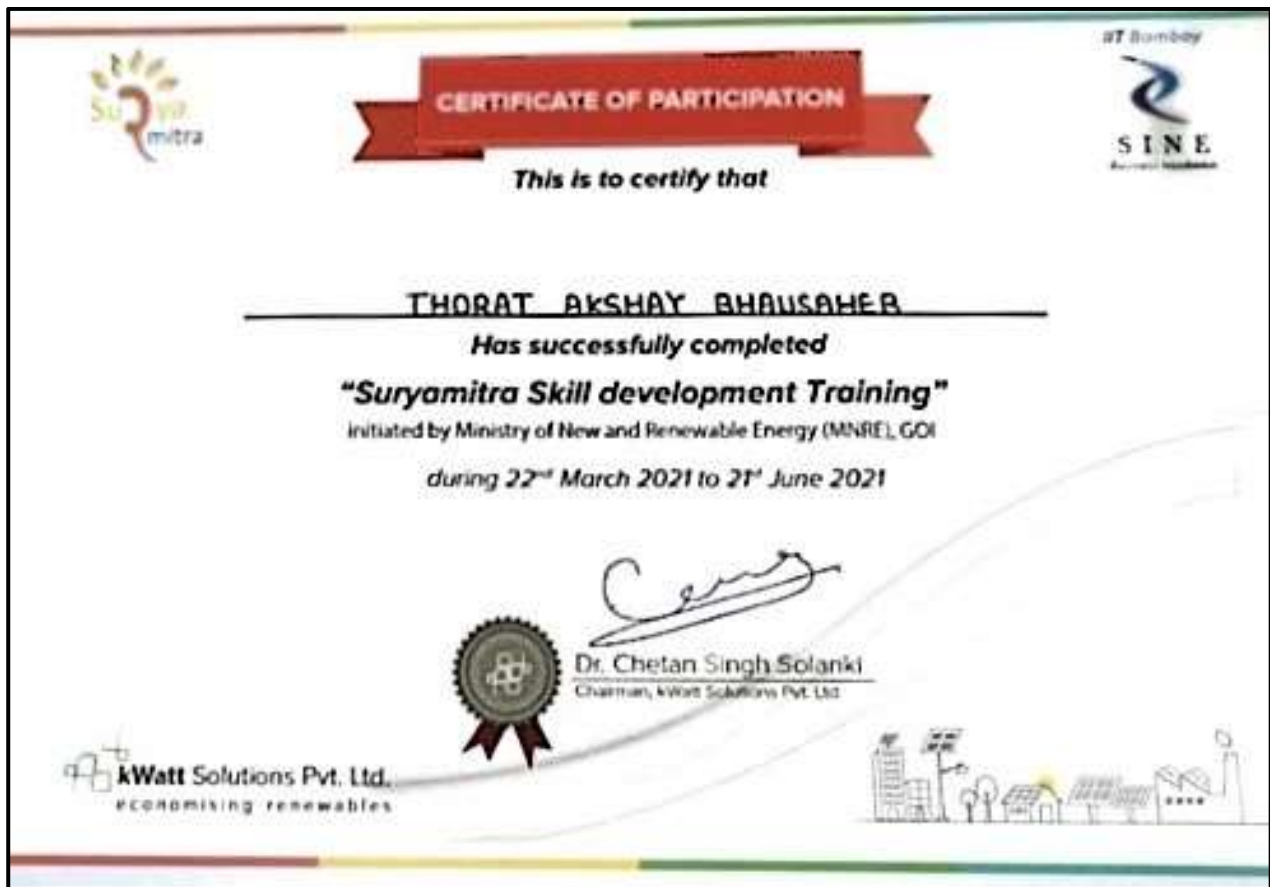 Surya
mitra
CERTIFICATE OF PARTICIPATION
IIT Bombay
SINE
This is to certify that
THORAT AKSHAY BHAUSAHEB
Has successfully completed
“Suryamitra Skill development Training”
initiated by Ministry of New and Renewable Energy (MNRE), GOI
during 22nd March 2021 to 21st June 2021
Dr. Chetan Singh Solanki
Chairman, kWatt Solutions Pvt. Ltd.
kWatt Solutions Pvt. Ltd.
economising renewables